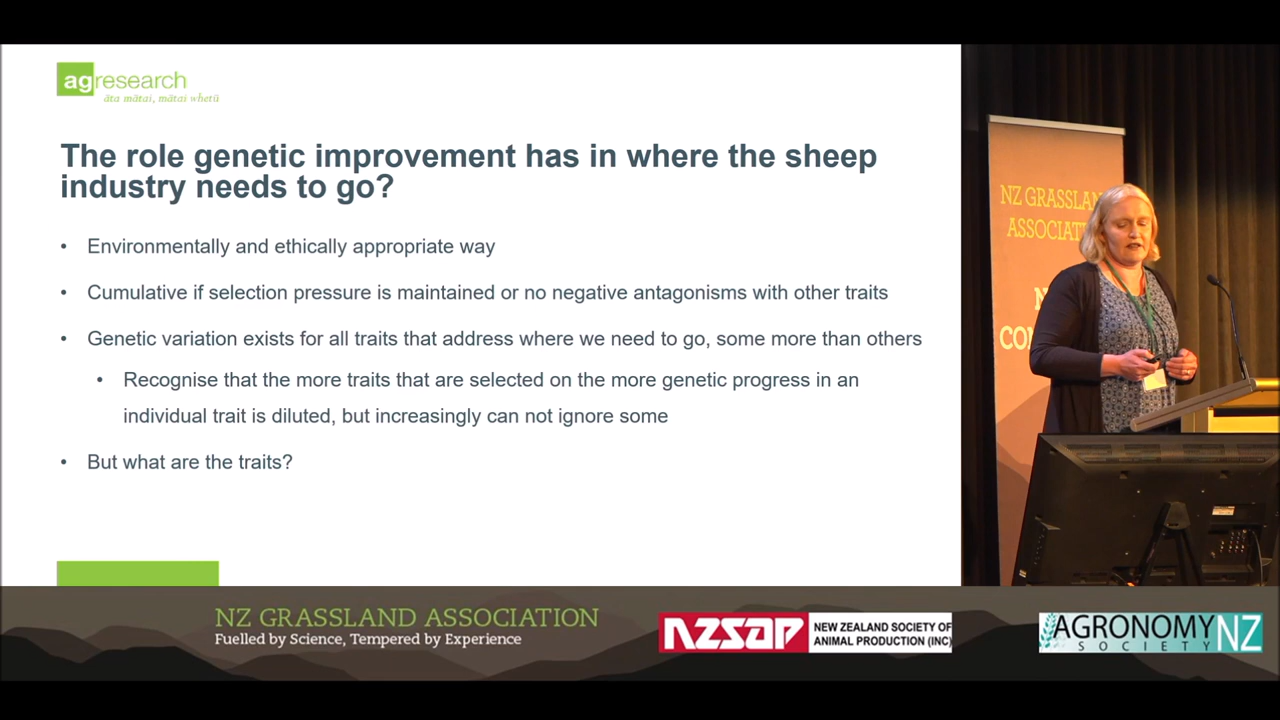 agresearch
āta mātai, mātai whetū
The role genetic improvement has in where the sheep
industry needs to go?
• Environmentally and ethically appropriate way
• Cumulative if selection pressure is maintained or no negative antagonisms with other traits
• Genetic variation exists for all traits that address where we need to go, some more than others
• Recognise that the more traits that are selected on the more genetic progress in an
individual trait is diluted, but increasingly can not ignore some
• But what are the traits?
NZ GRASSLAN
ASSOCIATI
NZ GRASSLAND ASSOCIATION
Fuelled by Science, Tempered by Experience
NZSAP
NEW ZEALAND SOCIETY OF
ANIMAL PRODUCTION (INC)
AGRONOMY NZ
SOCIETY